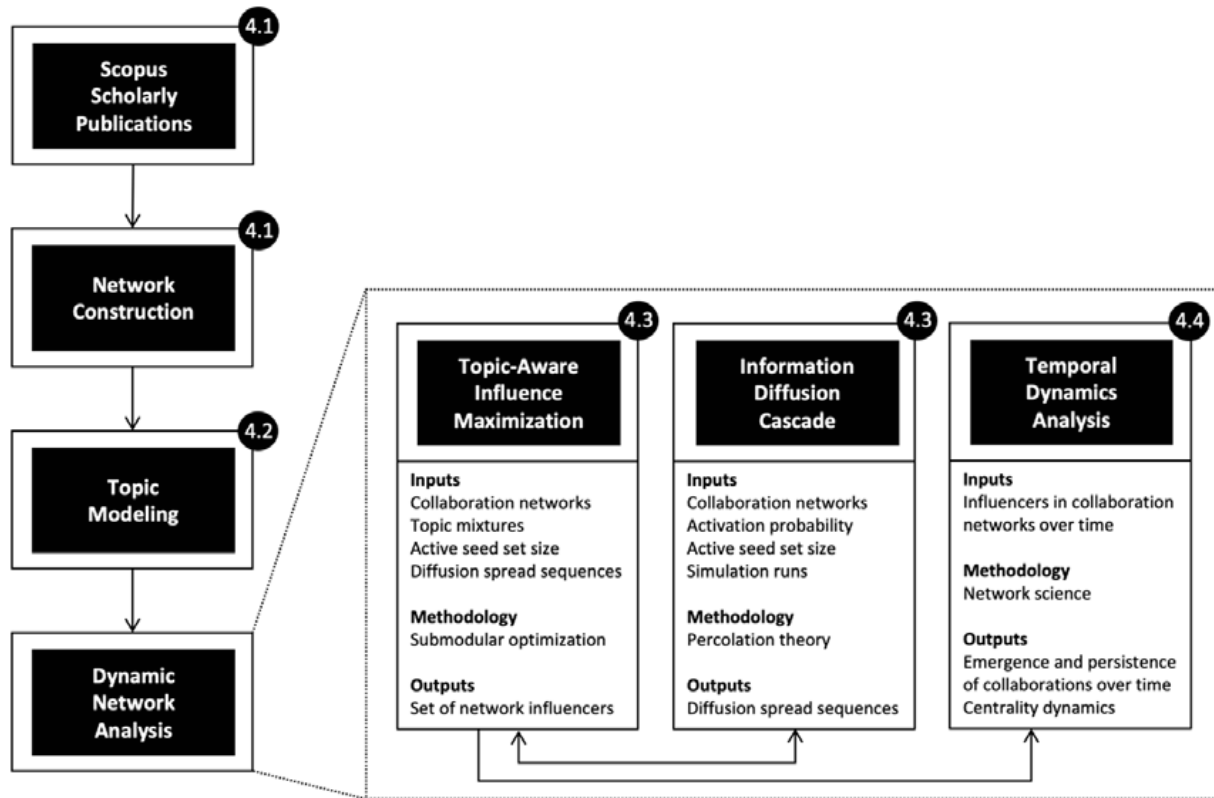 4.1
Scopus
Scholarly
Publications
4.1
Network
Construction
4.2
Topic
Modeling
Dynamic
Network
Analysis
4.3
Topic-Aware
Influence
Maximization
Inputs
Collaboration networks
Topic mixtures
Active seed set size
Diffusion spread sequences
Methodology
Submodular optimization
Outputs
Set of network influencers
4.3
Information
Diffusion
Cascade
Inputs
Collaboration networks
Activation probability
Active seed set size
Simulation runs
Methodology
Percolation theory
Outputs
Diffusion spread sequences
4.4
Temporal
Dynamics
Analysis
Inputs
Influencers in collaboration
networks over time
Methodology
Network science
Outputs
Emergence and persistence
of collaborations over time
Centrality dynamics